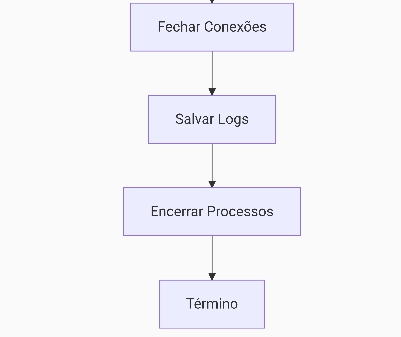 Fechar Conexões
Salvar Logs
Encerrar Processos
Término